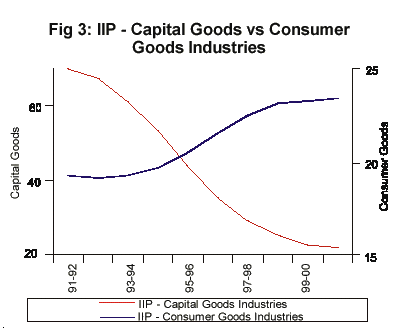 Fig 3: IIP - Capital Goods vs Consumer
Goods Industries
60
40
20
Capital Goods
25
20
15
Consumer Goods
91-92
93-94
95-96
97-98
99-00
IIP - Capital Goods Industries
IIP - Consumer Goods Industries